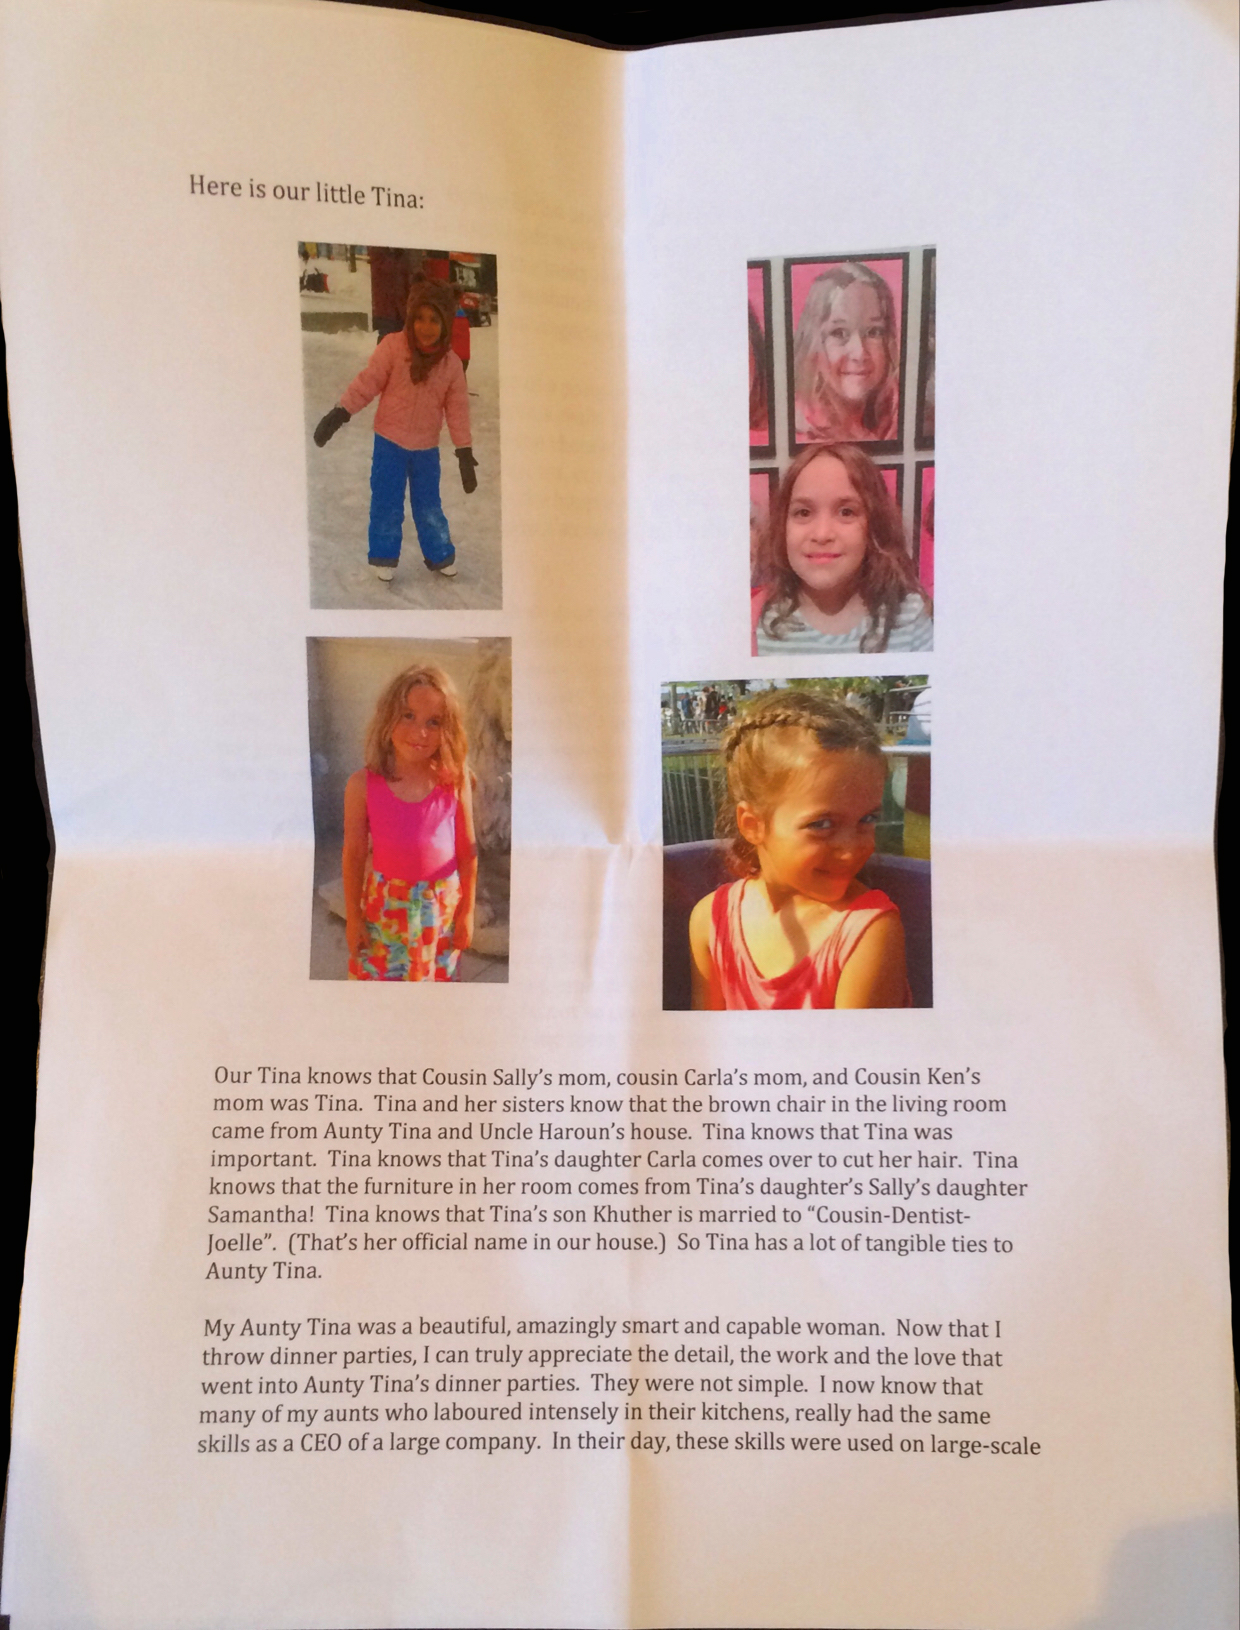 Here is our little Tina:
Our Tina knows that Cousin Sally's mom, cousin Carla's mom, and Cousin Ken's
mom was Tina.  Tina and her sisters know that the brown chair in the living room
came from Aunty Tina and Uncle Haroun's house.  Tina knows that Tina was
important.  Tina knows that Tina's daughter Carla comes over to cut her hair.  Tina
knows that the furniture in her room comes from Tina's daughter's Sally's daughter
Samantha!  Tina knows that Tina's son Khuther is married to “Cousin-Dentist-
Joelle”.  (That's her official name in our house.)  So Tina has a lot of tangible ties to
Aunty Tina.
My Aunty Tina was a beautiful, amazingly smart and capable woman.  Now that I
throw dinner parties, I can truly appreciate the detail, the work and the love that
went into Aunty Tina's dinner parties.  They were not simple.  I now know that
many of my aunts who laboured intensely in their kitchens, really had the same
skills as a CEO of a large company.  In their day, these skills were used on large-scale